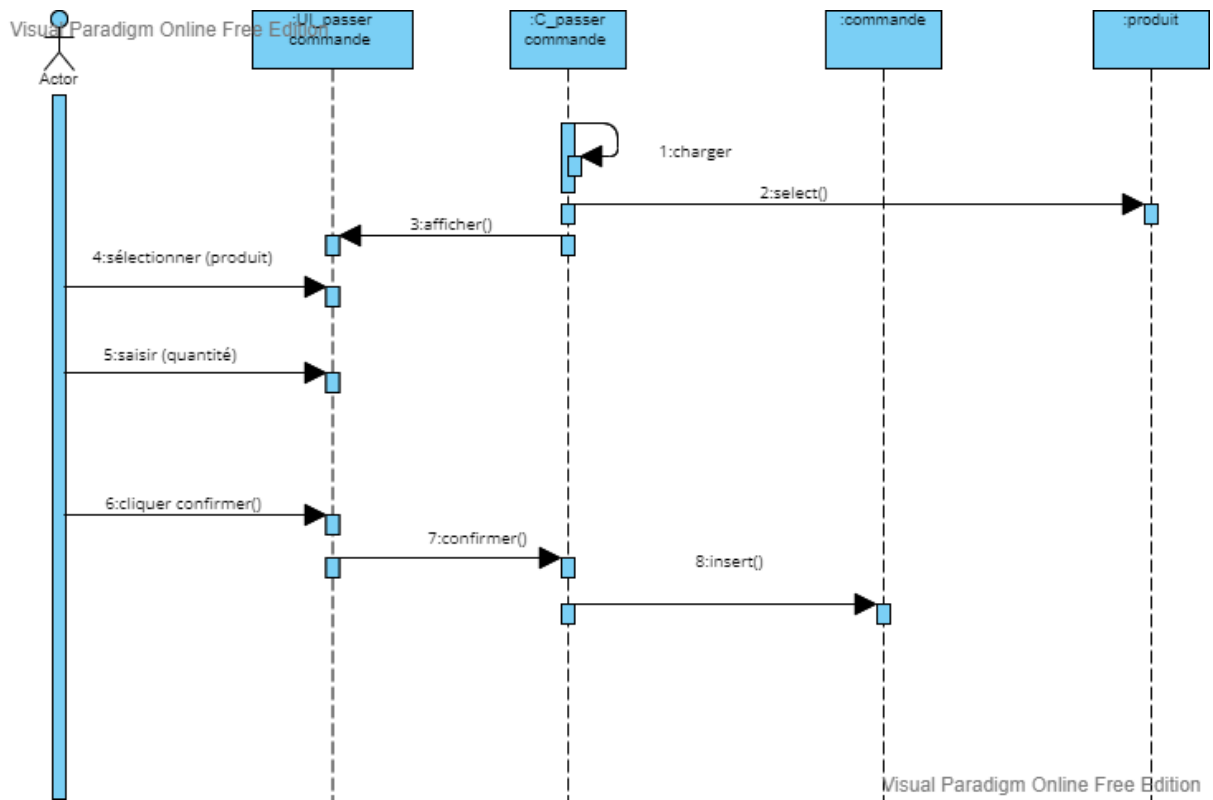 Visual Paradigm Online Free Edition
:UI_passer
commande
:C_passer
commande
:commande
:produit
Actor
1:charger
2:select()
3:afficher()
4:sélectionner (produit)
5:saisir (quantité)
6:cliquer confirmer()
7:confirmer()
8:insert()
Visual Paradigm Online Free Edition